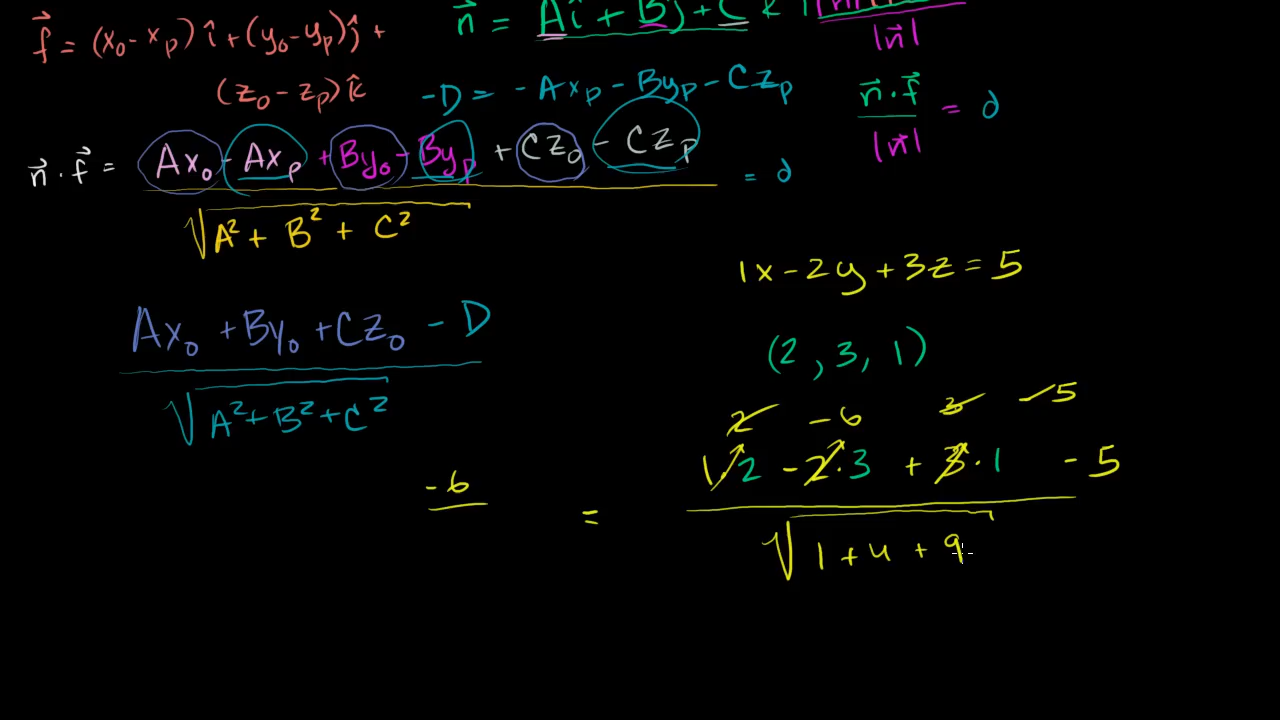 f⃗ = (x₀ - xₚ) î + (y₀ - yₚ) ĵ +
(z₀ - zₚ) k̂
n⃗ = Aî + Bĵ + C k
|n⃗|
-D = -Axₚ - Byₚ - Czₚ
n⃗ · f⃗ / |n⃗| = d
n⃗ · f⃗ = Ax₀ - Axₚ + By₀ - Byₚ + Cz₀ - Czₚ = d
√A² + B² + C²
1x - 2y + 3z = 5
Ax₀ + By₀ + Cz₀ - D
√A² + B² + C²
(2, 3, 1)
2 -6 3 -5
1·2 - 2·3 + 3·1 - 5
-6 =
√1 + 4 + 9